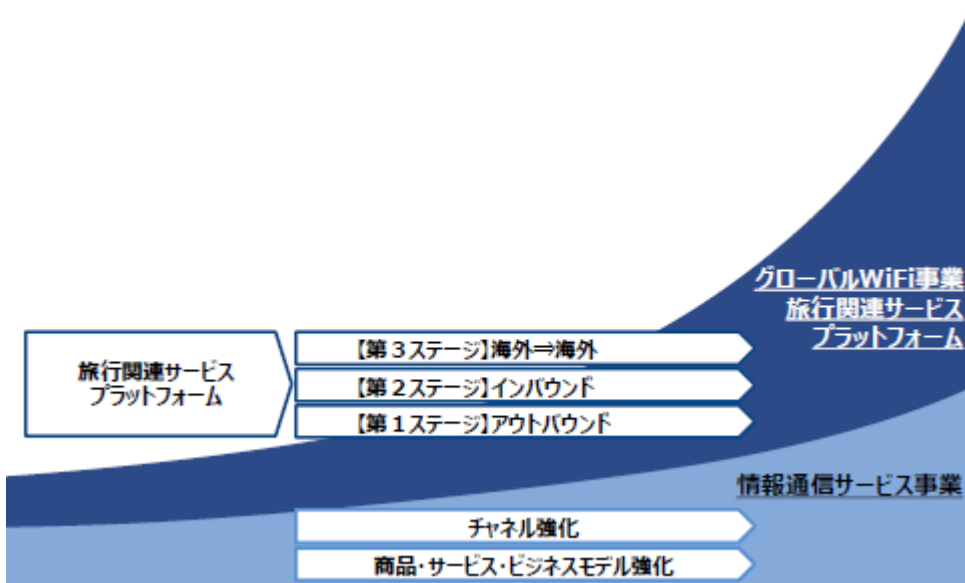 グローバルWiFi事業
旅行関連サービス
プラットフォーム
旅行関連サービス
プラットフォーム
【第３ステージ】海外⇒海外
【第２ステージ】インバウンド
【第１ステージ】アウトバウンド
情報通信サービス事業
チャネル強化
商品・サービス・ビジネスモデル強化